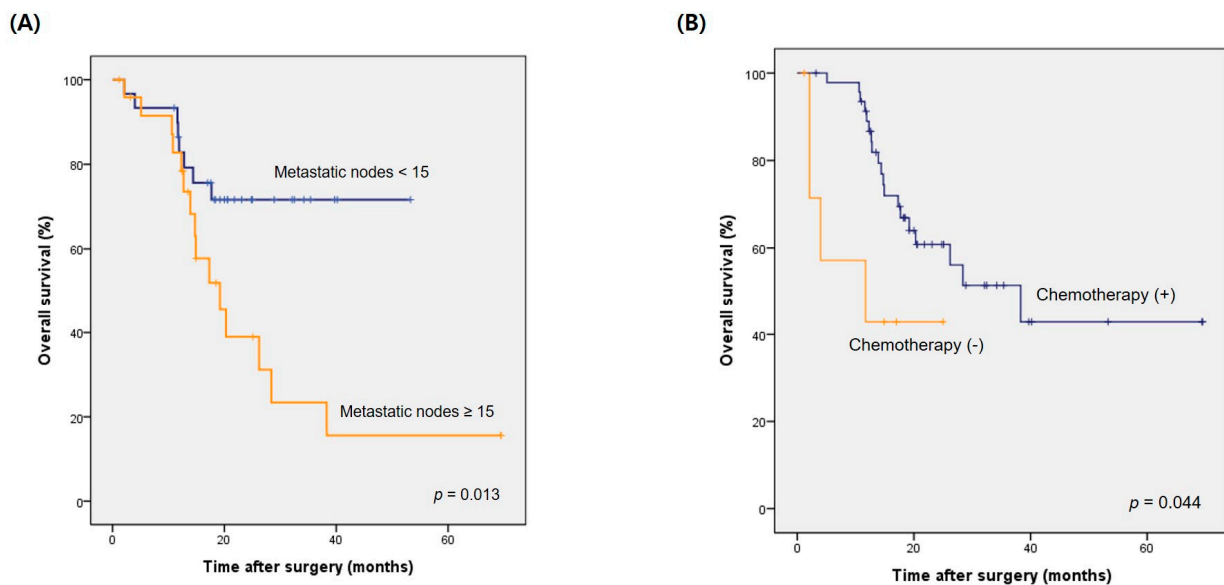 (A)
Overall survival (%)
100
80
60
40
20
0
Metastatic nodes < 15
Metastatic nodes ≥ 15
p = 0.013
0 20 40 60
Time after surgery (months)
(B)
Overall survival (%)
100
80
60
40
20
0
Chemotherapy (+)
Chemotherapy (-)
p = 0.044
0 20 40 60
Time after surgery (months)